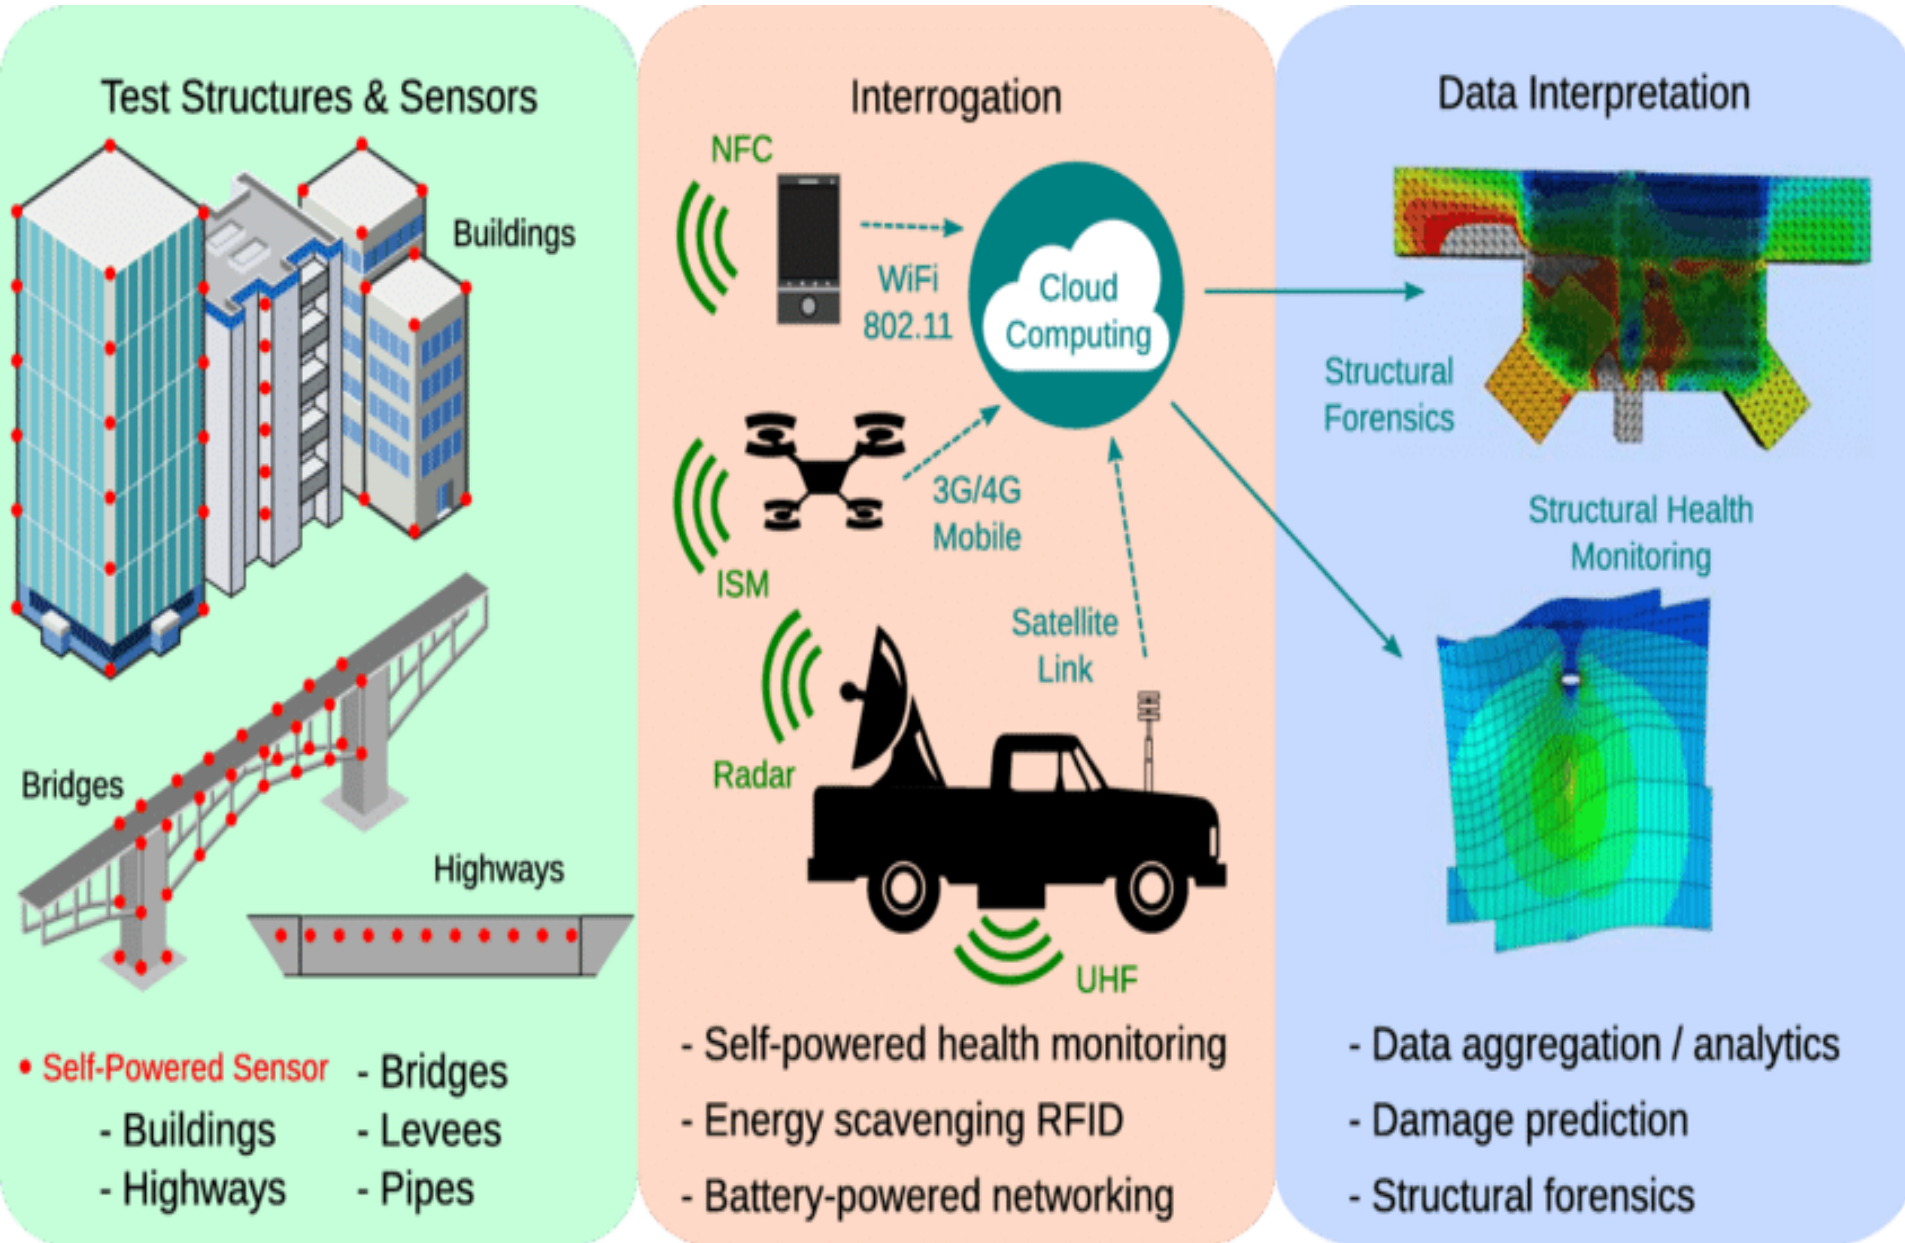 Test Structures & Sensors
Buildings
Bridges
Highways
• Self-Powered Sensor
- Bridges
- Buildings
- Levees
- Highways
- Pipes
Interrogation
NFC
WiFi
802.11
Cloud
Computing
3G/4G
Mobile
ISM
Satellite
Link
Radar
UHF
- Self-powered health monitoring
- Energy scavenging RFID
- Battery-powered networking
Data Interpretation
Structural
Forensics
Structural Health
Monitoring
- Data aggregation / analytics
- Damage prediction
- Structural forensics